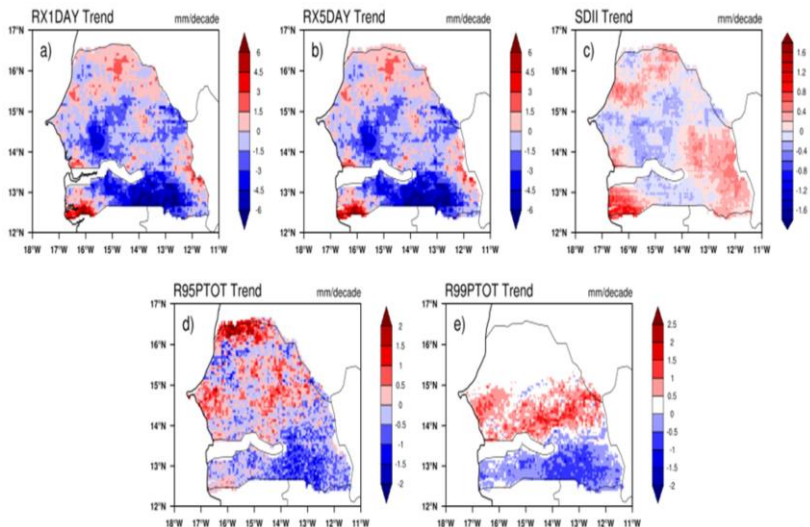 RX1DAY Trend mm/decade
RX5DAY Trend mm/decade
SDII Trend mm/decade
17°N 17°N 17°N
a) b) c)
6 6 1.6
16°N 16°N 16°N
4.5 4.5 1.2
3 3 0.8
15°N 15°N 15°N
1.5 1.5 0.4
0 0 0
14°N 14°N 14°N
-1.5 -1.5 -0.4
-3 -3 -0.8
13°N 13°N 13°N
-4.5 -4.5 -1.2
-6 -6 -1.6
12°N 12°N 12°N
18°W 17°W 16°W 15°W 14°W 13°W 12°W 11°W
18°W 17°W 16°W 15°W 14°W 13°W 12°W 11°W
18°W 17°W 16°W 15°W 14°W 13°W 12°W 11°W
R95PTOT Trend mm/decade
R99PTOT Trend mm/decade
17°N 17°N
d) e)
2 2.5
16°N 16°N
1.5 2
1 1.5
15°N 15°N
0.5 1
0 0.5
14°N 14°N
-0.5 0
-1 -0.5
13°N 13°N
-1.5 -1
-2 -1.5
-2
12°N 12°N
18°W 17°W 16°W 15°W 14°W 13°W 12°W 11°W
18°W 17°W 16°W 15°W 14°W 13°W 12°W 11°W